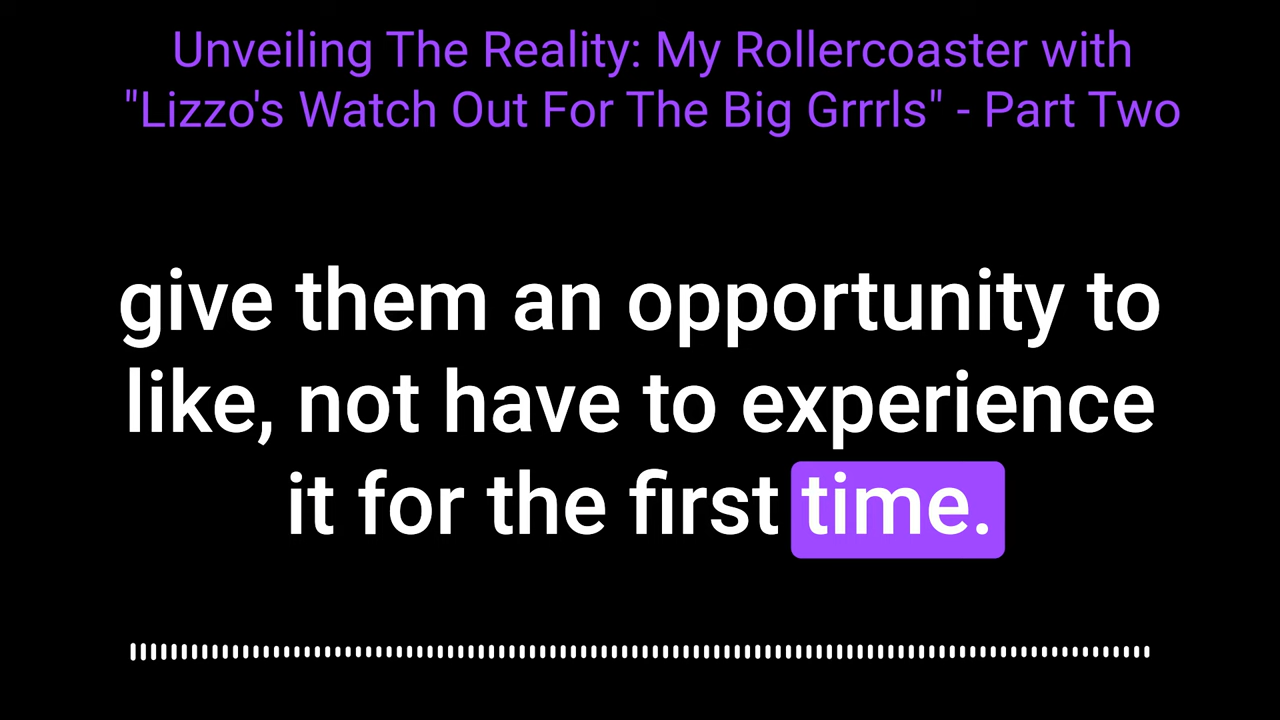 Unveiling The Reality: My Rollercoaster with
"Lizzo's Watch Out For The Big Grrrls" - Part Two
give them an opportunity to
like, not have to experience
it for the first time.